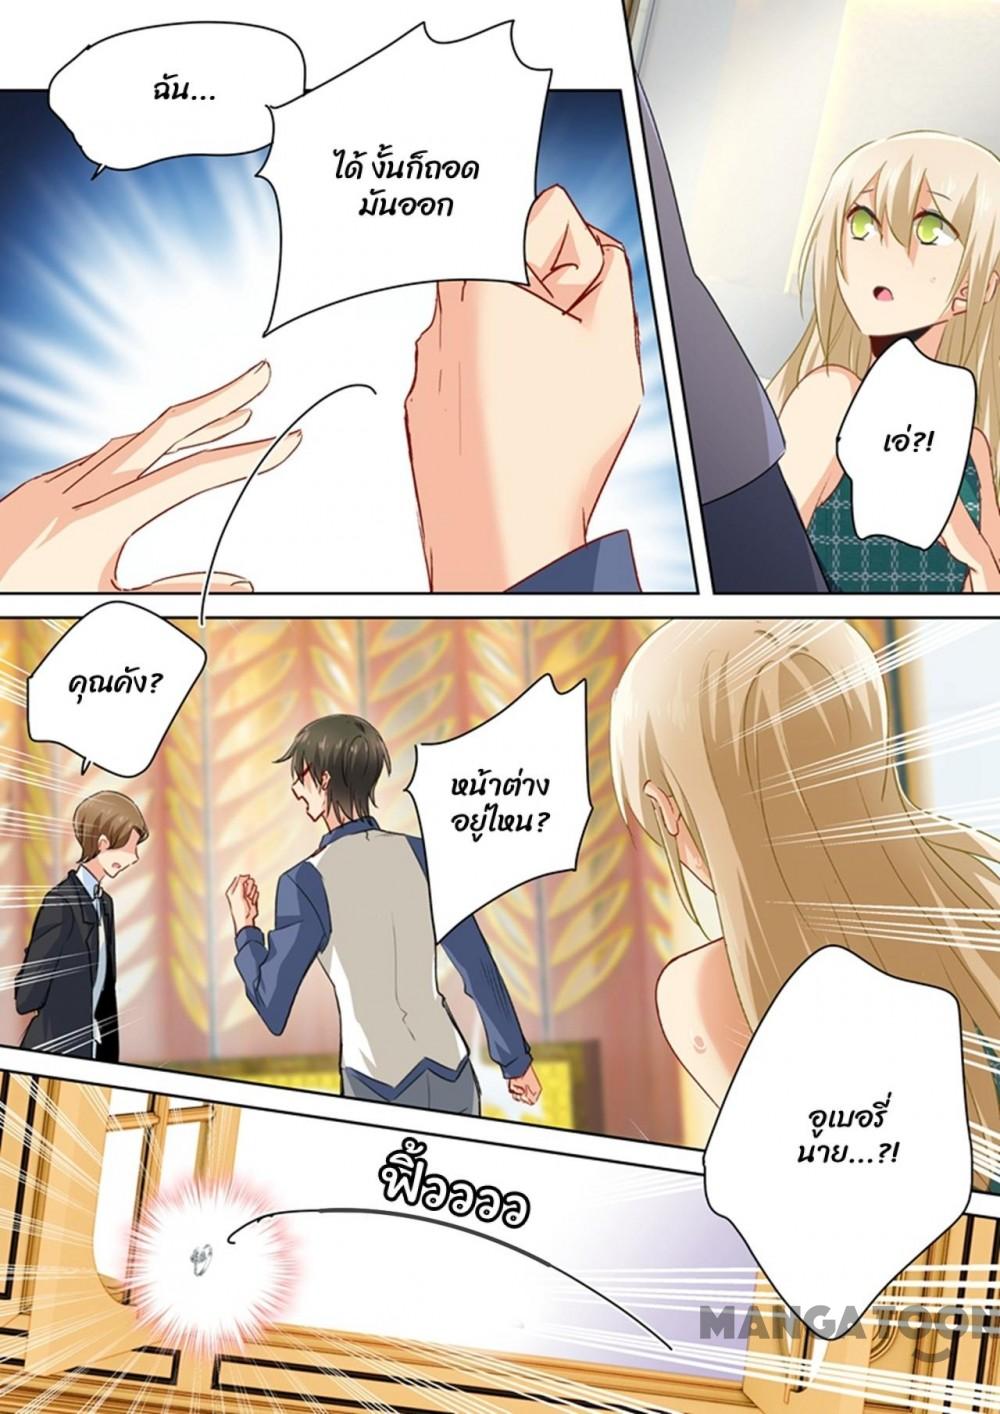 ฉัน...
ได้ งั้นก็ถอด
มันออก
เอ่?!
คุณคัง?
หน้าต่าง
อยู่ไหน?
อูเบอรี่
นาย...?!
ฟิ้วววว
MANGATOON